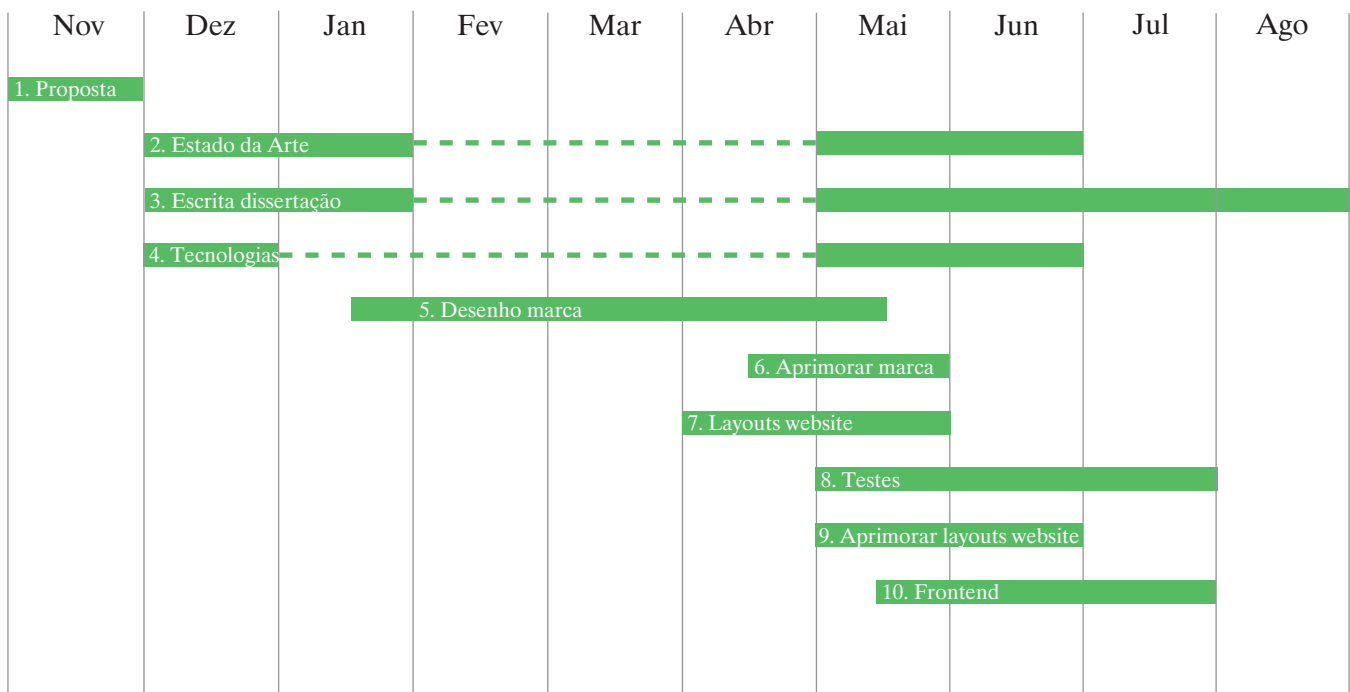 Nov Dez Jan Fev Mar Abr Mai Jun Jul Ago
1. Proposta
2. Estado da Arte
3. Escrita dissertação
4. Tecnologias
5. Desenho marca
6. Aprimorar marca
7. Layouts website
8. Testes
9. Aprimorar layouts website
10. Frontend